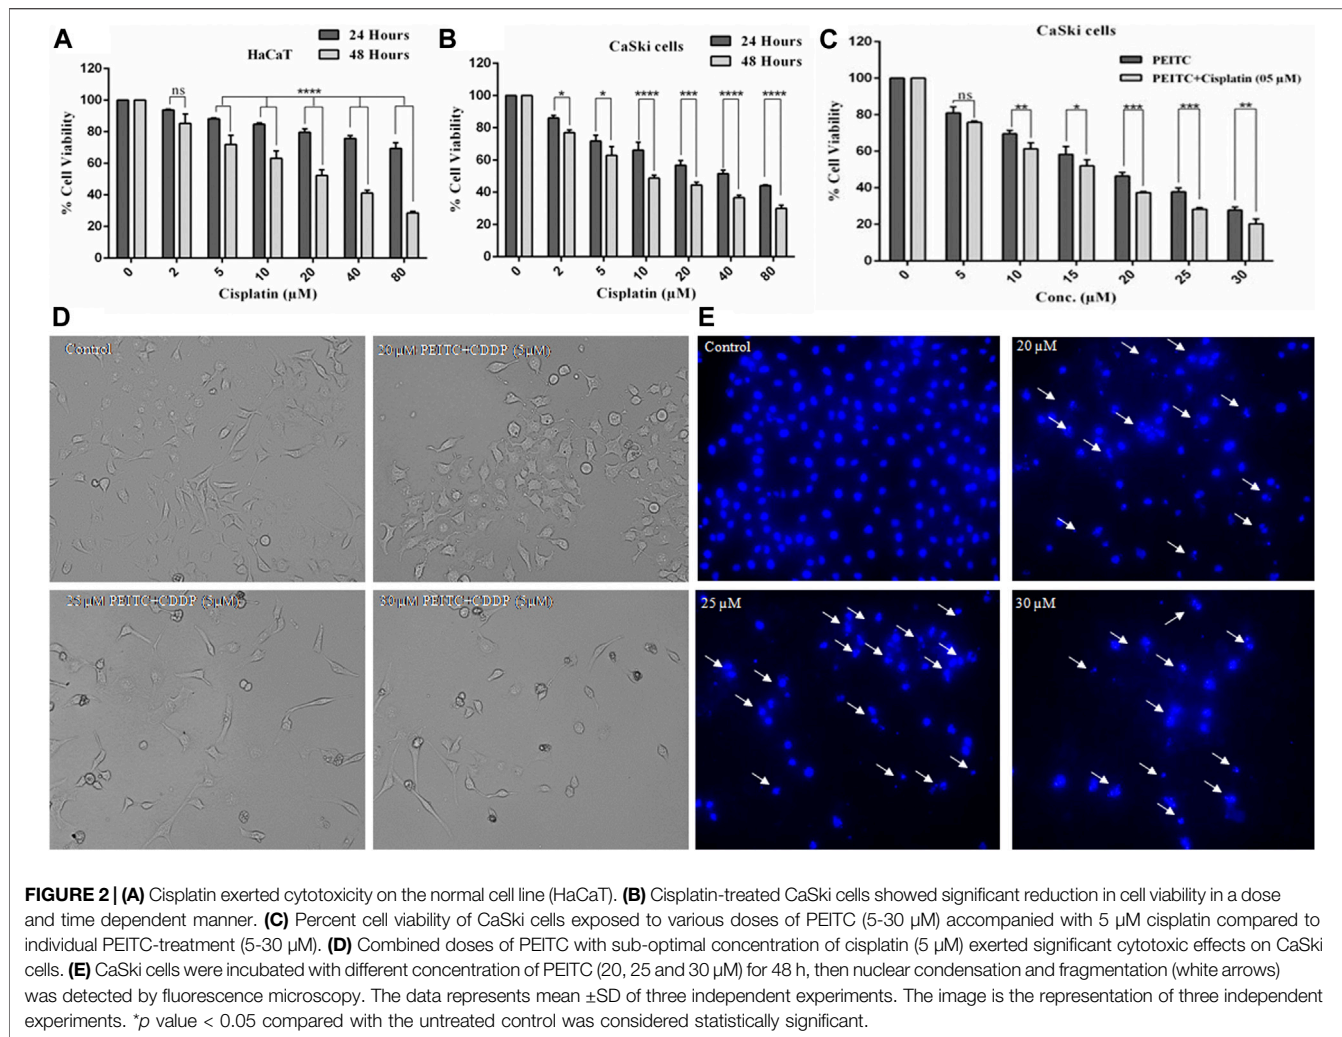 A
24 Hours
48 Hours
HaCaT
120
100
80
60
40
20
0
% Cell Viability
ns
****
0
2
5
10
20
40
80
Cisplatin (µM)
B
CaSki cells
24 Hours
48 Hours
120
100
80
60
40
20
0
% Cell Viability
*
*
****
***
****
****
0
2
5
10
20
40
80
Cisplatin (µM)
C
CaSki cells
PEITC
PEITC+Cisplatin (05 µM)
120
100
80
60
40
20
0
% Cell Viability
ns
**
*
***
***
**
0
5
10
15
20
25
30
Conc. (µM)
D
Control
20 µM PEITC+CDDP (5µM)
25 µM PEITC+CDDP (5µM)
30 µM PEITC+CDDP (5µM)
E
Control
20 µM
25 µM
30 µM
FIGURE 2 | (A) Cisplatin exerted cytotoxicity on the normal cell line (HaCaT). (B) Cisplatin-treated CaSki cells showed significant reduction in cell viability in a dose
and time dependent manner. (C) Percent cell viability of CaSki cells exposed to various doses of PEITC (5-30 µM) accompanied with 5 µM cisplatin compared to
individual PEITC-treatment (5-30 µM). (D) Combined doses of PEITC with sub-optimal concentration of cisplatin (5 µM) exerted significant cytotoxic effects on CaSki
cells. (E) CaSki cells were incubated with different concentration of PEITC (20, 25 and 30 µM) for 48 h, then nuclear condensation and fragmentation (white arrows)
was detected by fluorescence microscopy. The data represents mean ±SD of three independent experiments. The image is the representation of three independent
experiments. *p value < 0.05 compared with the untreated control was considered statistically significant.